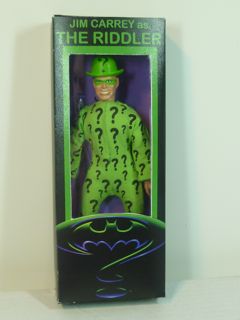 JIM CARREY as.
THE RIDDLER